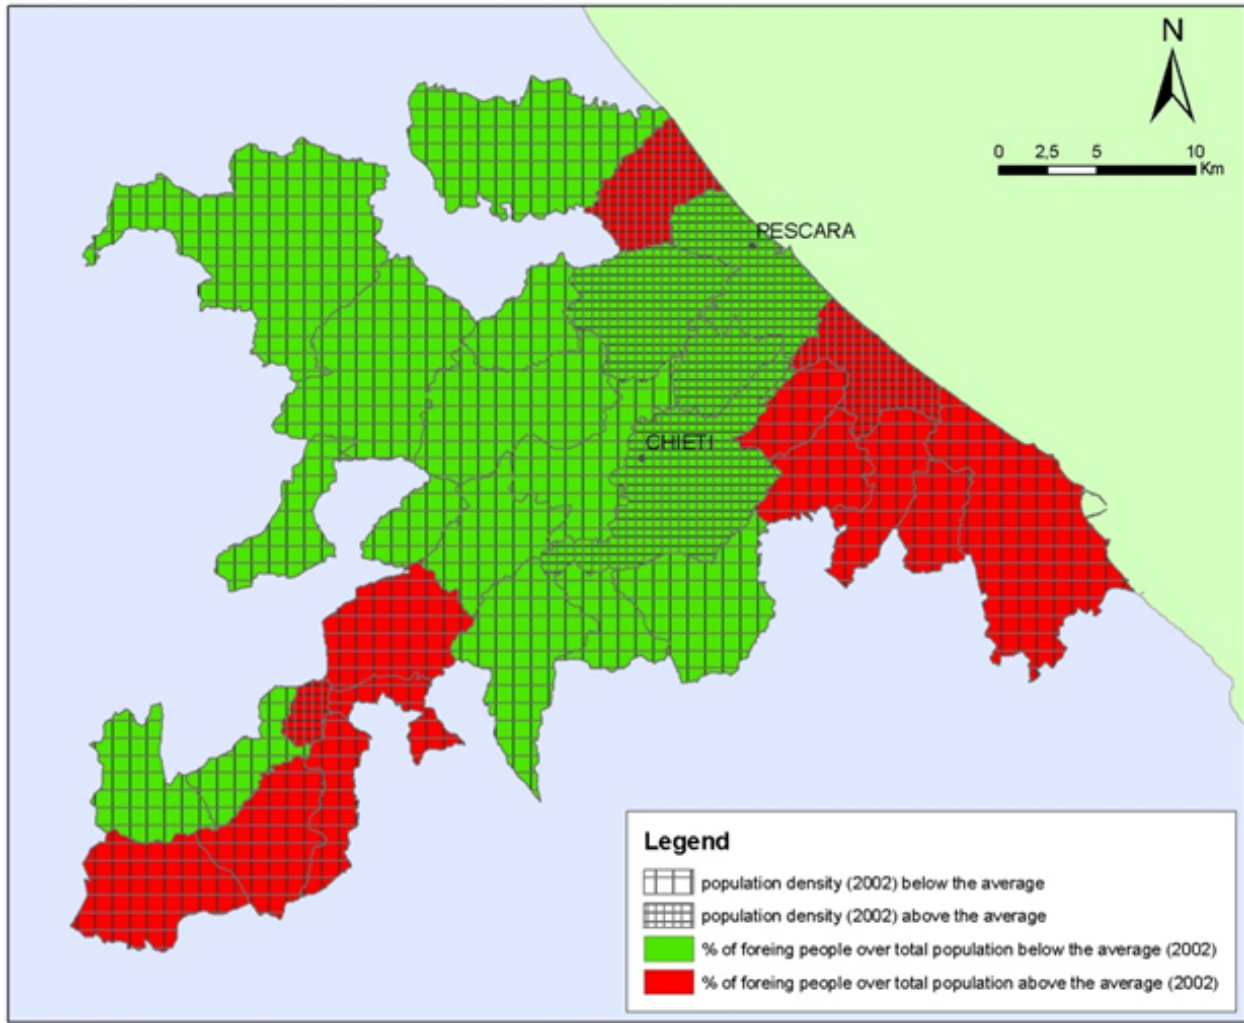 N
0 2,5 5 10
Km
PESCARA
CHIETI
Legend
population density (2002) below the average
population density (2002) above the average
% of foreing people over total population below the average (2002)
% of foreing people over total population above the average (2002)